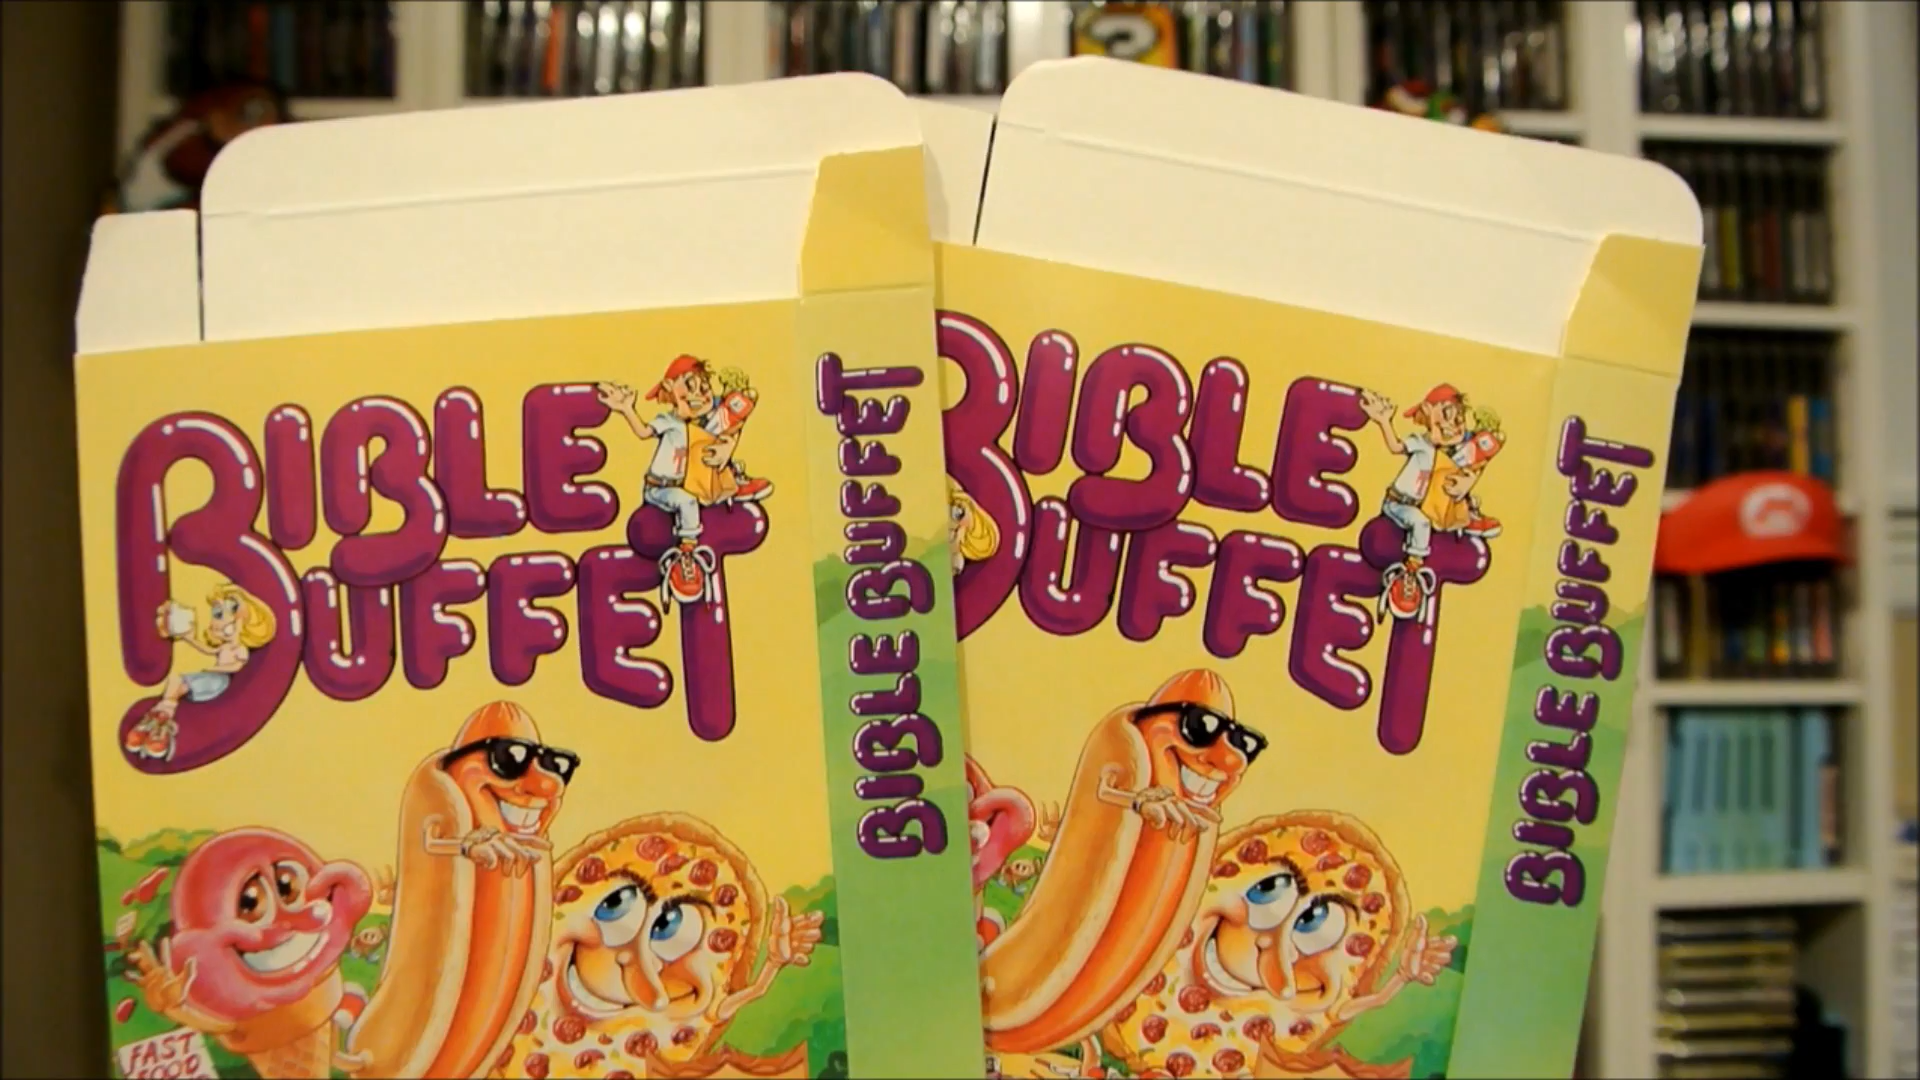 BIBLE
BUFFET
BIBLE BUFFET
FAST
FOOD
BIBLE
BUFFET
BIBLE BUFFET